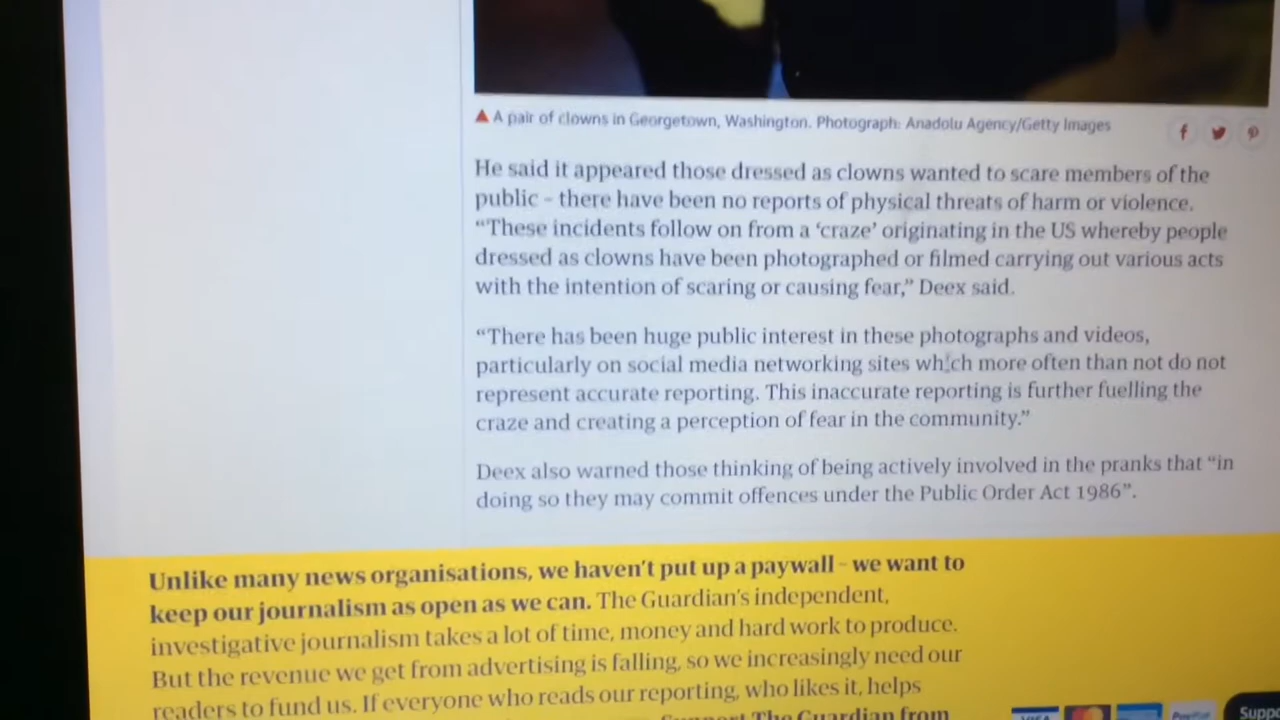 A pair of clowns in Georgetown, Washington. Photograph: Anadolu Agency/Getty Images
He said it appeared those dressed as clowns wanted to scare members of the
public – there have been no reports of physical threats of harm or violence.
“These incidents follow on from a ‘craze’ originating in the US whereby people
dressed as clowns have been photographed or filmed carrying out various acts
with the intention of scaring or causing fear,” Deex said.
“There has been huge public interest in these photographs and videos,
particularly on social media networking sites which more often than not do not
represent accurate reporting. This inaccurate reporting is further fuelling the
craze and creating a perception of fear in the community.”
Deex also warned those thinking of being actively involved in the pranks that “in
doing so they may commit offences under the Public Order Act 1986”.
Unlike many news organisations, we haven’t put up a paywall – we want to
keep our journalism as open as we can. The Guardian’s independent,
investigative journalism takes a lot of time, money and hard work to produce.
But the revenue we get from advertising is falling, so we increasingly need our
readers to fund us. If everyone who reads our reporting, who likes it, helps
Support The Guardian from
VISA
PayPal
Suppo